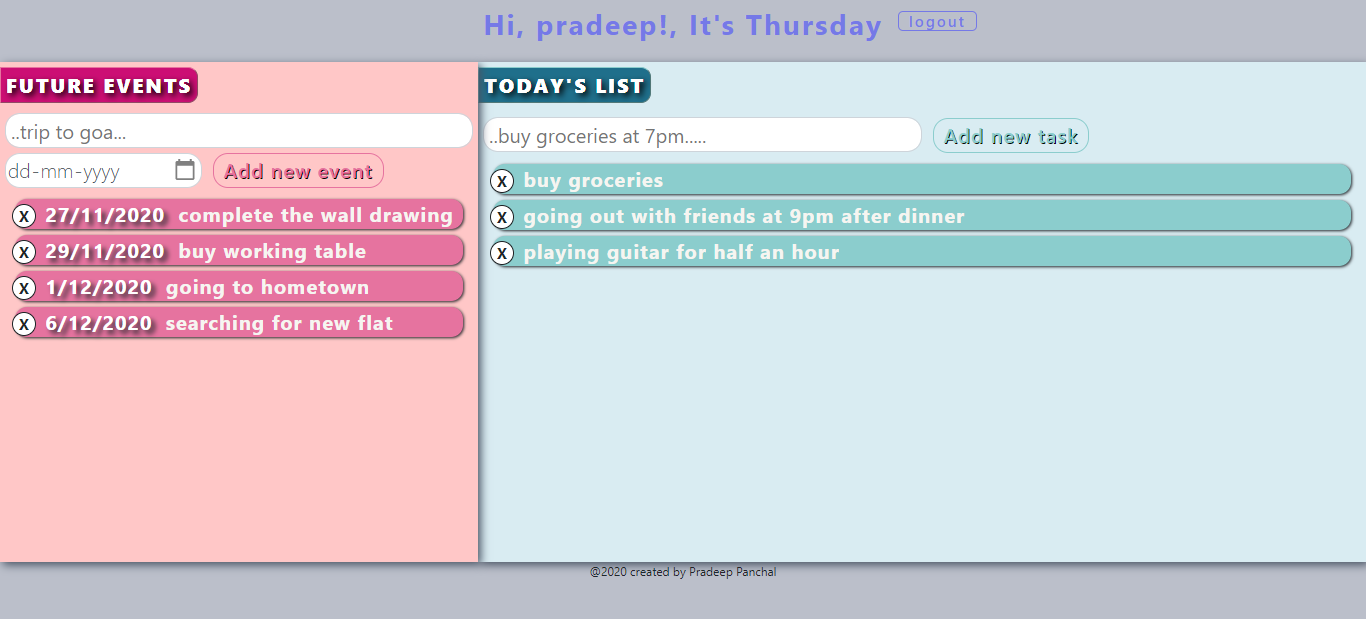 Hi, pradeep!, It's Thursday logout
FUTURE EVENTS
..trip to goa...
dd-mm-yyyy Add new event
X 27/11/2020 complete the wall drawing
X 29/11/2020 buy working table
X 1/12/2020 going to hometown
X 6/12/2020 searching for new flat
TODAY'S LIST
..buy groceries at 7pm..... Add new task
X buy groceries
X going out with friends at 9pm after dinner
X playing guitar for half an hour
@2020 created by Pradeep Panchal